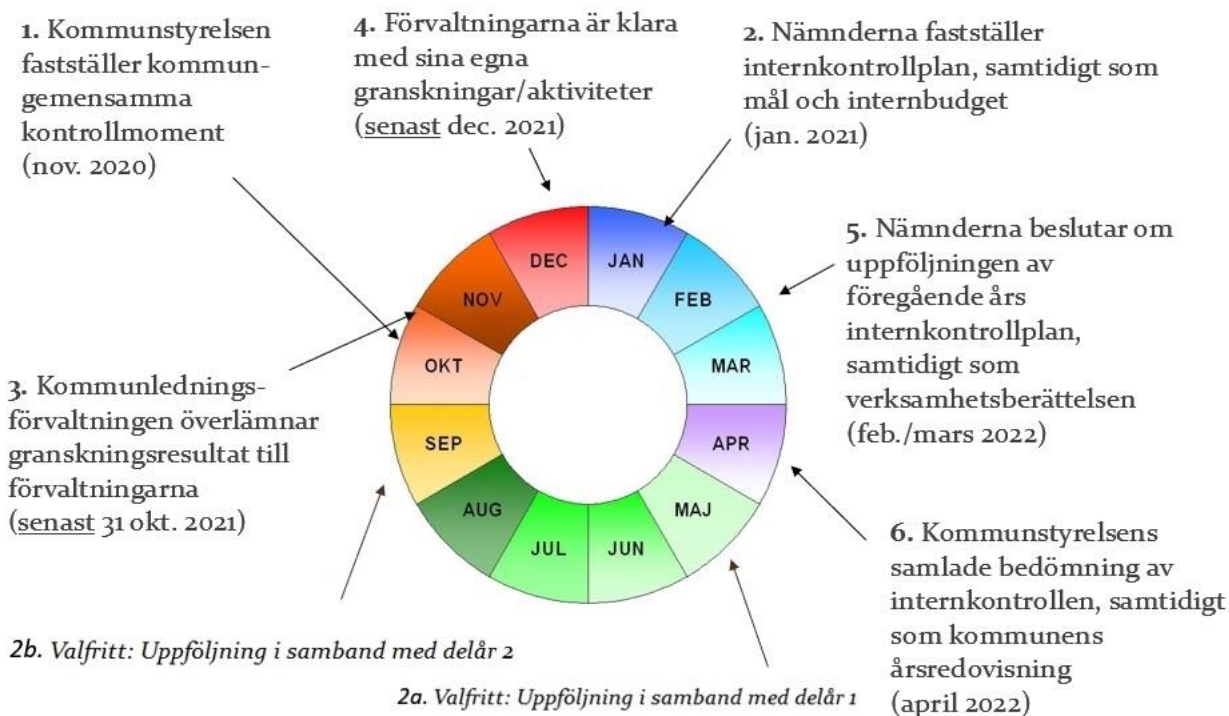 1. Kommunstyrelsen
fastställer kommun-
gemensamma
kontrollmoment
(nov. 2020)
4. Förvaltningarna är klara
med sina egna
granskningar/aktiviteter
(senast dec. 2021)
2. Nämnderna fastställer
internkontrollplan, samtidigt som
mål och internbudget
(jan. 2021)
5. Nämnderna beslutar om
uppföljningen av
föregående års
internkontrollplan,
samtidigt som
verksamhetsberättelsen
(feb./mars 2022)
DEC
JAN
NOV
FEB
OKT
MAR
SEP
APR
AUG
MAJ
JUL
JUN
3. Kommunlednings-
förvaltningen överlämnar
granskningsresultat till
förvaltningarna
(senast 31 okt. 2021)
6. Kommunstyrelsens
samlade bedömning av
internkontrollen, samtidigt
som kommunens
årsredovisning
(april 2022)
2b. Valfritt: Uppföljning i samband med delår 2
2a. Valfritt: Uppföljning i samband med delår 1